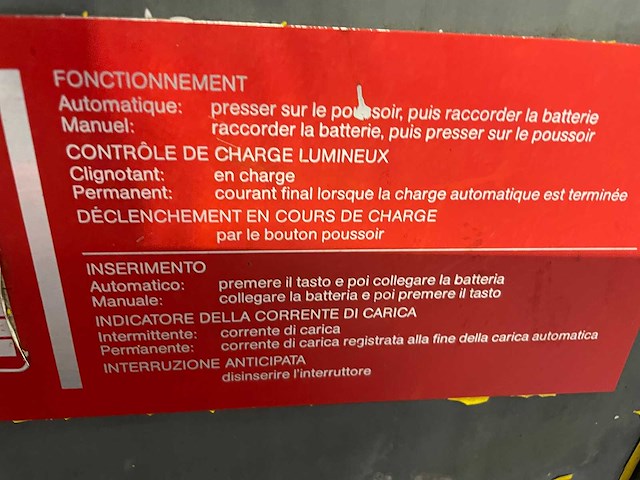 FONCTIONNEMENT
Automatique: presser sur le poussoir, puis raccorder la batterie
Manuel: raccorder la batterie, puis presser sur le poussoir
CONTRÔLE DE CHARGE LUMINEUX
Clignotant: en charge
Permanent: courant final lorsque la charge automatique est terminée
DÉCLENCHEMENT EN COURS DE CHARGE
par le bouton poussoir
INSERIMENTO
Automatico: premere il tasto e poi collegare la batteria
Manuale: collegare la batteria e poi premere il tasto
INDICATORE DELLA CORRENTE DI CARICA
Intermittente: corrente di carica
Permanente: corrente di carica registrata alla fine della carica automatica
INTERRUZIONE ANTICIPATA
disinserire l'interruttore